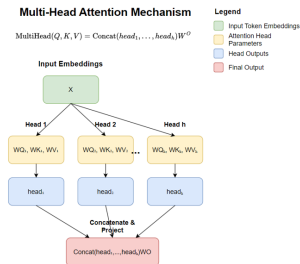 Multi-Head Attention Mechanism
MultiHead(Q, K, V) = Concat(head₁, . . . , headₕ)Wᴼ
Legend
Input Token Embeddings
Attention Head
Parameters
Head Outputs
Final Output
Input Embeddings
X
Head 1
Head 2
Head h
WQ₁, WK₁, WV₁
WQ₂, WK₂, WV₂
...
WQₕ, WKₕ, WVₕ
head₁
head₂
headₕ
Concatenate &
Project
Concat(head₁,...,headₕ)WO